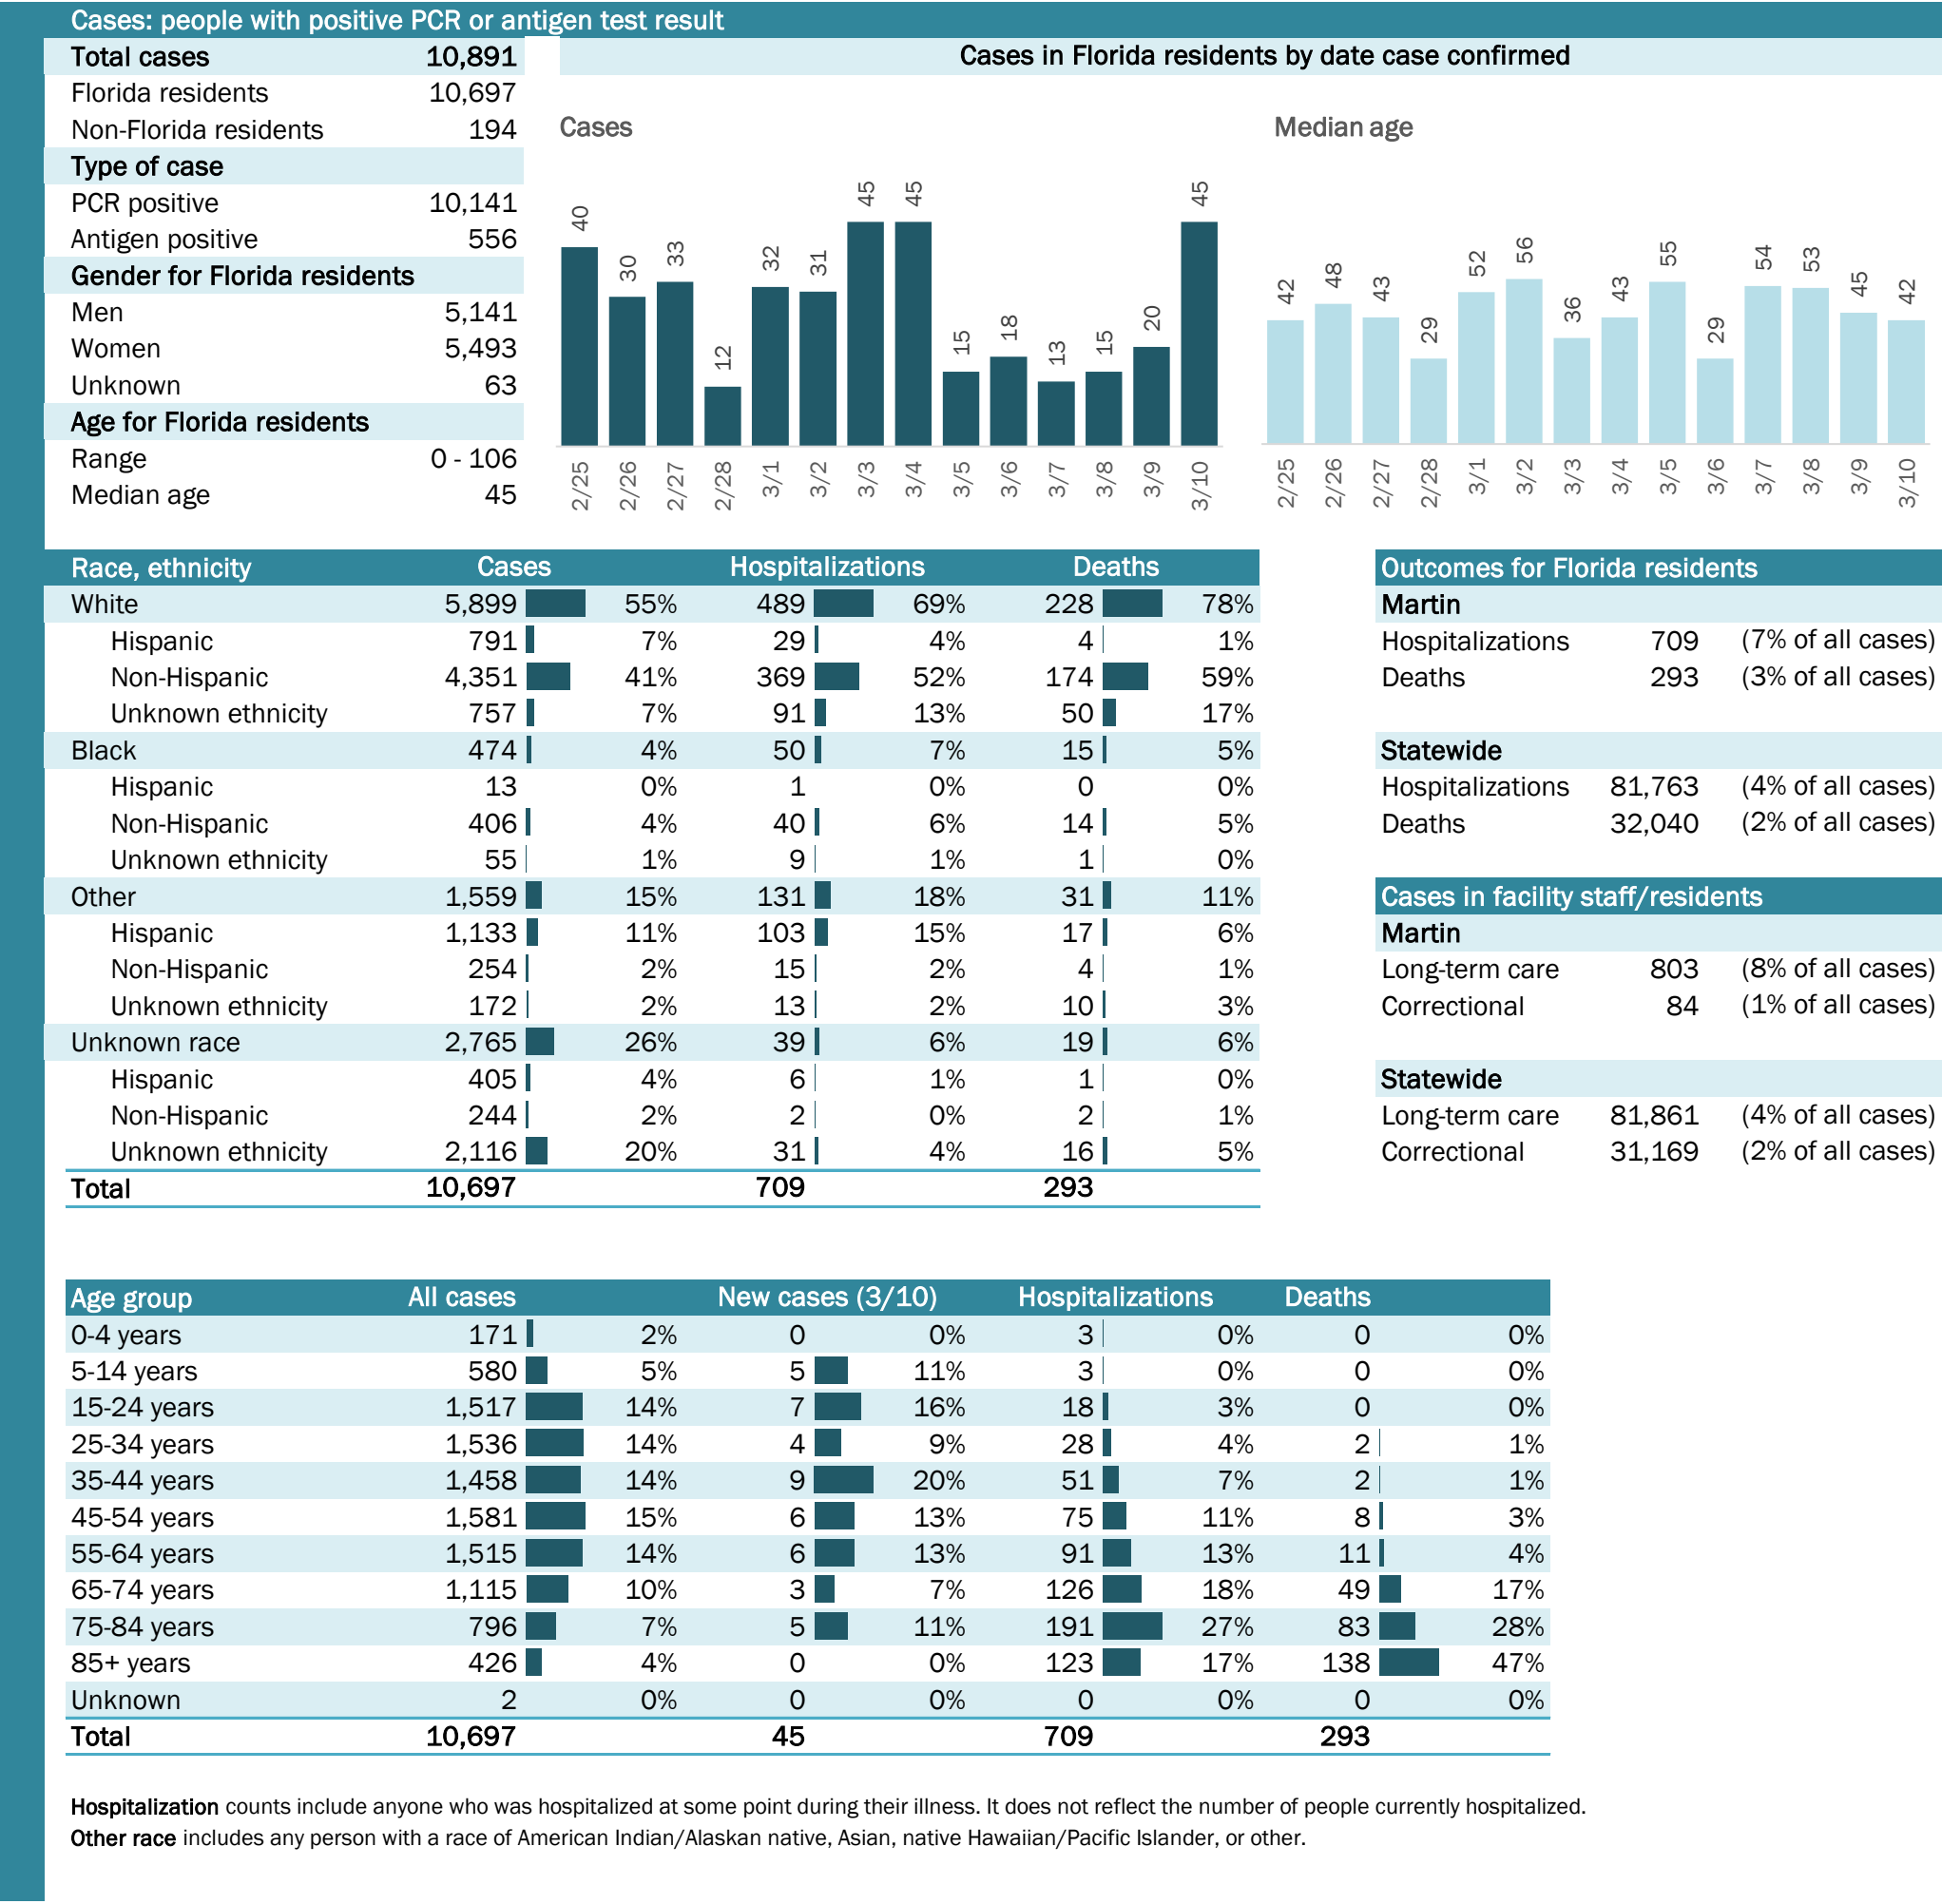 Cases: people with positive PCR or antigen test result
Total cases 10,891
Florida residents 10,697
Non-Florida residents 194
Type of case
PCR positive 10,141
Antigen positive 556
Gender for Florida residents
Men 5,141
Women 5,493
Unknown 63
Age for Florida residents
Range 0 - 106
Median age 45
Cases in Florida residents by date case confirmed
Cases
40 30 33 12 32 31 45 45 15 18 13 15 20 45
2/25 2/26 2/27 2/28 3/1 3/2 3/3 3/4 3/5 3/6 3/7 3/8 3/9 3/10
Median age
42 48 43 29 52 56 36 43 55 29 54 53 45 42
2/25 2/26 2/27 2/28 3/1 3/2 3/3 3/4 3/5 3/6 3/7 3/8 3/9 3/10
Race, ethnicity Cases Hospitalizations Deaths
White 5,899 55% 489 69% 228 78%
Hispanic 791 7% 29 4% 4 1%
Non-Hispanic 4,351 41% 369 52% 174 59%
Unknown ethnicity 757 7% 91 13% 50 17%
Black 474 4% 50 7% 15 5%
Hispanic 13 0% 1 0% 0 0%
Non-Hispanic 406 4% 40 6% 14 5%
Unknown ethnicity 55 1% 9 1% 1 0%
Other 1,559 15% 131 18% 31 11%
Hispanic 1,133 11% 103 15% 17 6%
Non-Hispanic 254 2% 15 2% 4 1%
Unknown ethnicity 172 2% 13 2% 10 3%
Unknown race 2,765 26% 39 6% 19 6%
Hispanic 405 4% 6 1% 1 0%
Non-Hispanic 244 2% 2 0% 2 1%
Unknown ethnicity 2,116 20% 31 4% 16 5%
Total 10,697 709 293
Outcomes for Florida residents
Martin
Hospitalizations 709 (7% of all cases)
Deaths 293 (3% of all cases)
Statewide
Hospitalizations 81,763 (4% of all cases)
Deaths 32,040 (2% of all cases)
Cases in facility staff/residents
Martin
Long-term care 803 (8% of all cases)
Correctional 84 (1% of all cases)
Statewide
Long-term care 81,861 (4% of all cases)
Correctional 31,169 (2% of all cases)
Age group All cases New cases (3/10) Hospitalizations Deaths
0-4 years 171 2% 0 0% 3 0% 0 0%
5-14 years 580 5% 5 11% 3 0% 0 0%
15-24 years 1,517 14% 7 16% 18 3% 0 0%
25-34 years 1,536 14% 4 9% 28 4% 2 1%
35-44 years 1,458 14% 9 20% 51 7% 2 1%
45-54 years 1,581 15% 6 13% 75 11% 8 3%
55-64 years 1,515 14% 6 13% 91 13% 11 4%
65-74 years 1,115 10% 3 7% 126 18% 49 17%
75-84 years 796 7% 5 11% 191 27% 83 28%
85+ years 426 4% 0 0% 123 17% 138 47%
Unknown 2 0% 0 0% 0 0% 0 0%
Total 10,697 45 709 293
Hospitalization counts include anyone who was hospitalized at some point during their illness. It does not reflect the number of people currently hospitalized.
Other race includes any person with a race of American Indian/Alaskan native, Asian, native Hawaiian/Pacific Islander, or other.